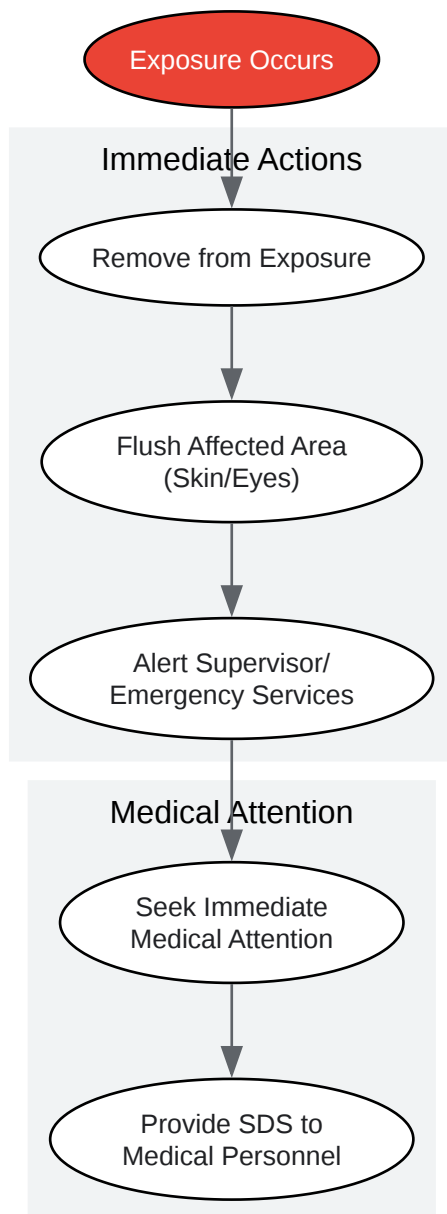 Exposure Occurs
Immediate Actions
Remove from Exposure
Flush Affected Area
(Skin/Eyes)
Alert Supervisor/
Emergency Services
Medical Attention
Seek Immediate
Medical Attention
Provide SDS to
Medical Personnel